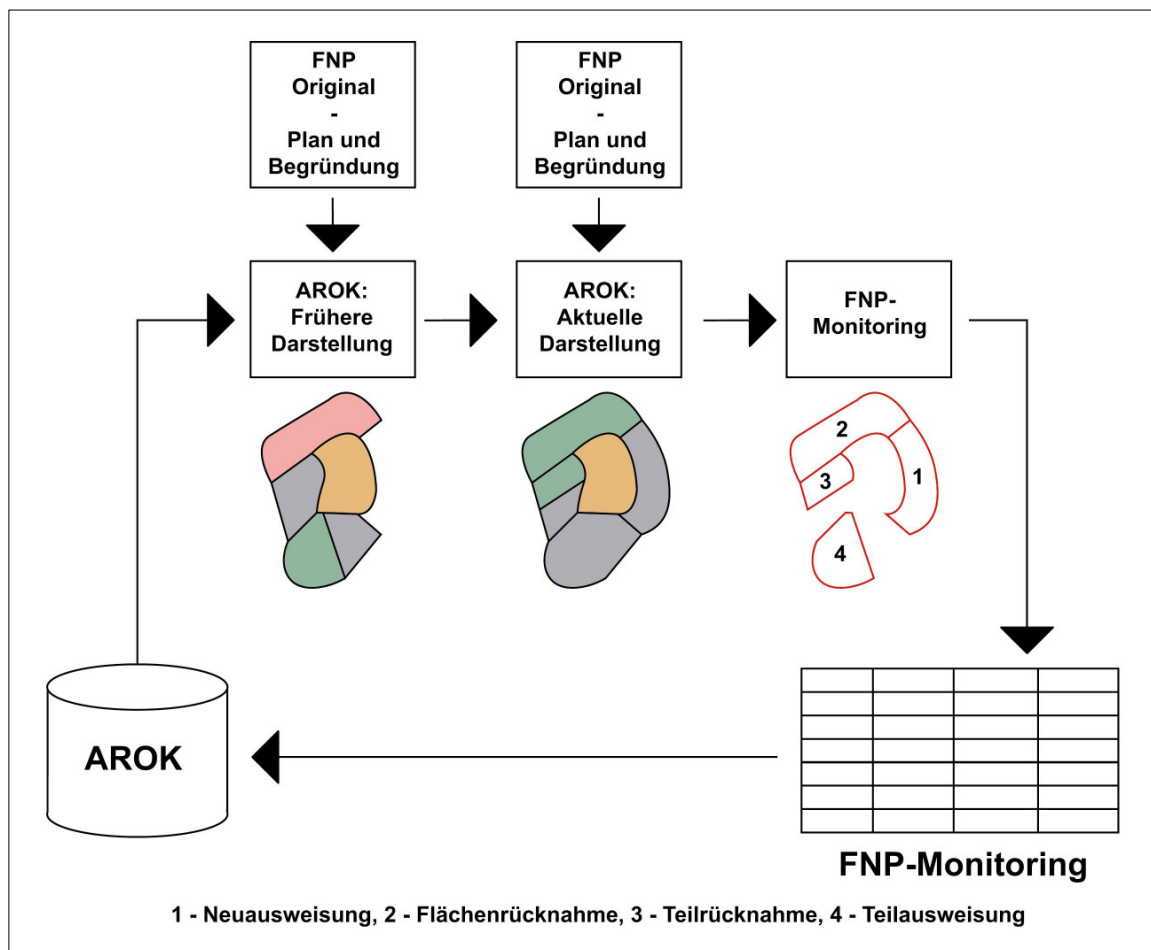 FNP
Original
-
Plan und
Begründung
FNP
Original
-
Plan und
Begründung
AROK:
Frühere
Darstellung
AROK:
Aktuelle
Darstellung
FNP-
Monitoring
2
1
3
4
AROK
FNP-Monitoring
1 - Neuausweisung, 2 - Flächenrücknahme, 3 - Teilrücknahme, 4 - Teilausweisung